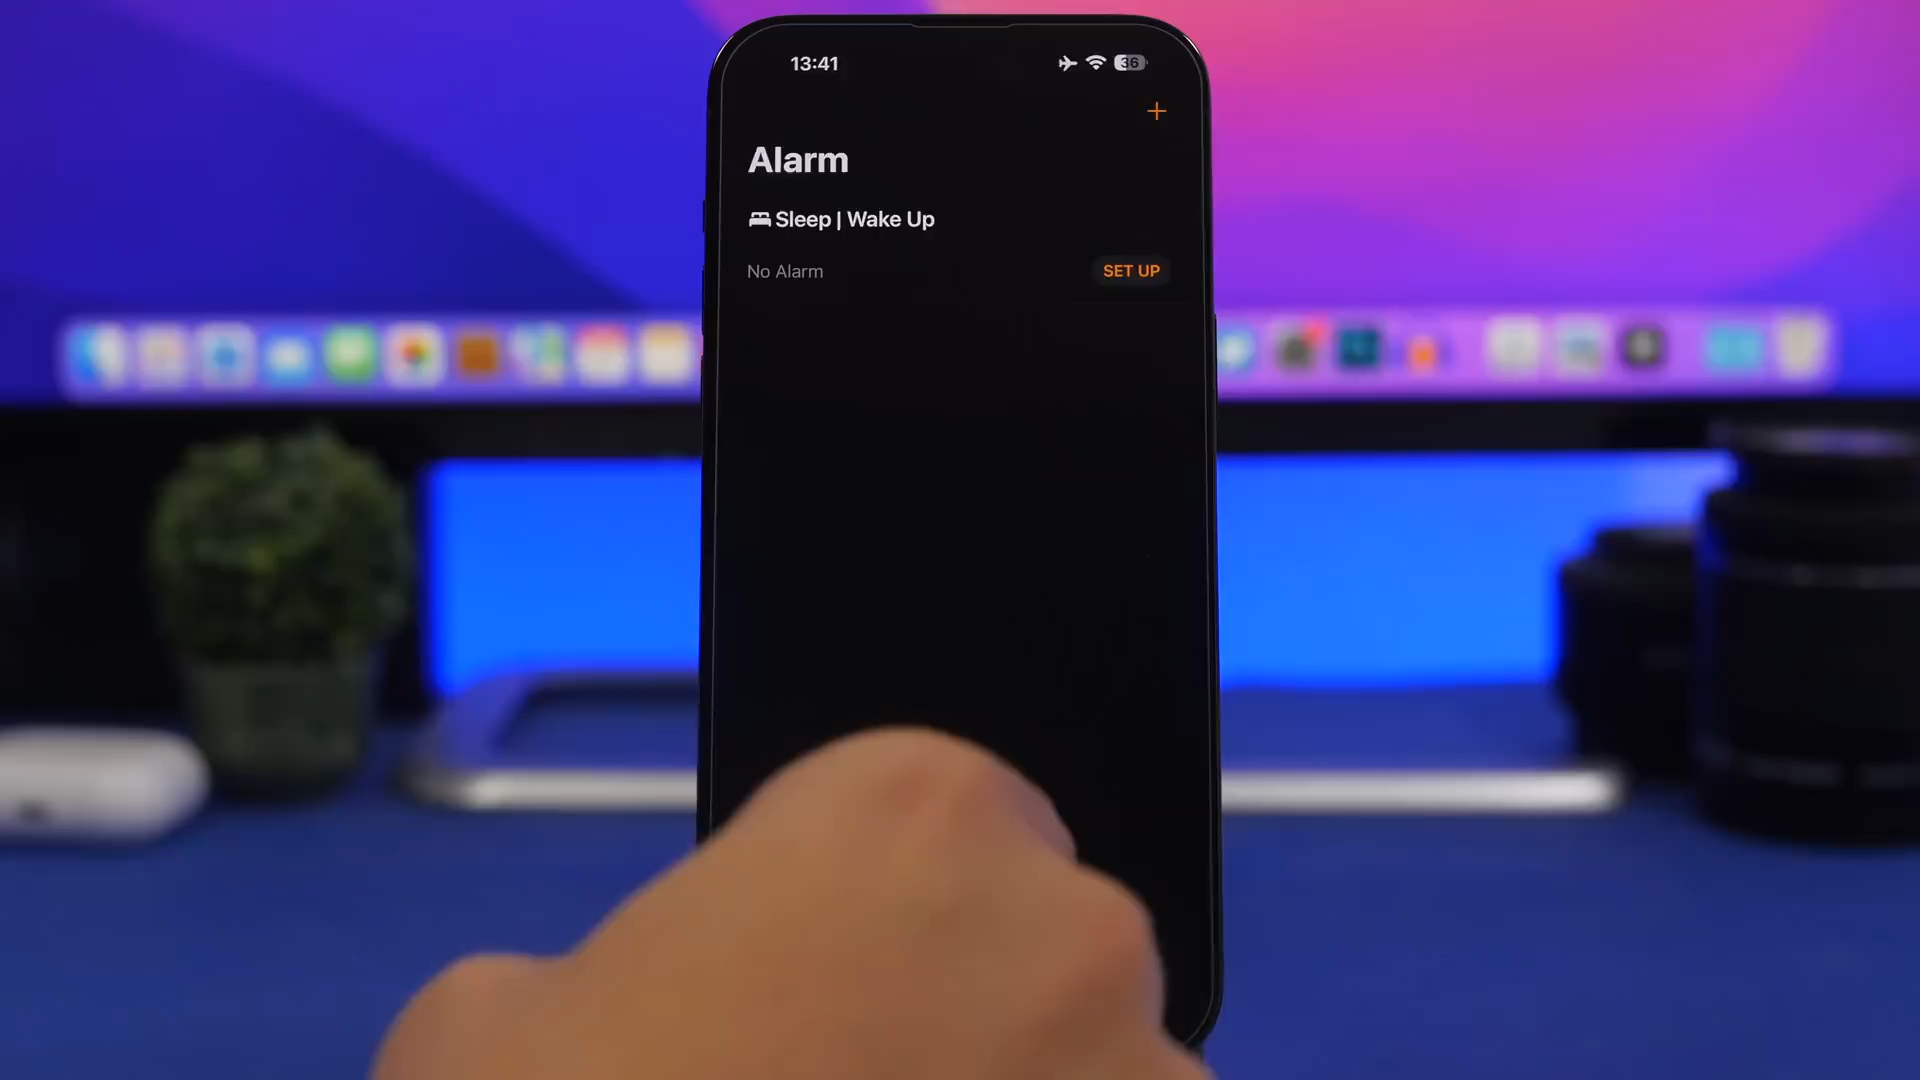 13:41
36
+
Alarm
Sleep | Wake Up
No Alarm
SET UP